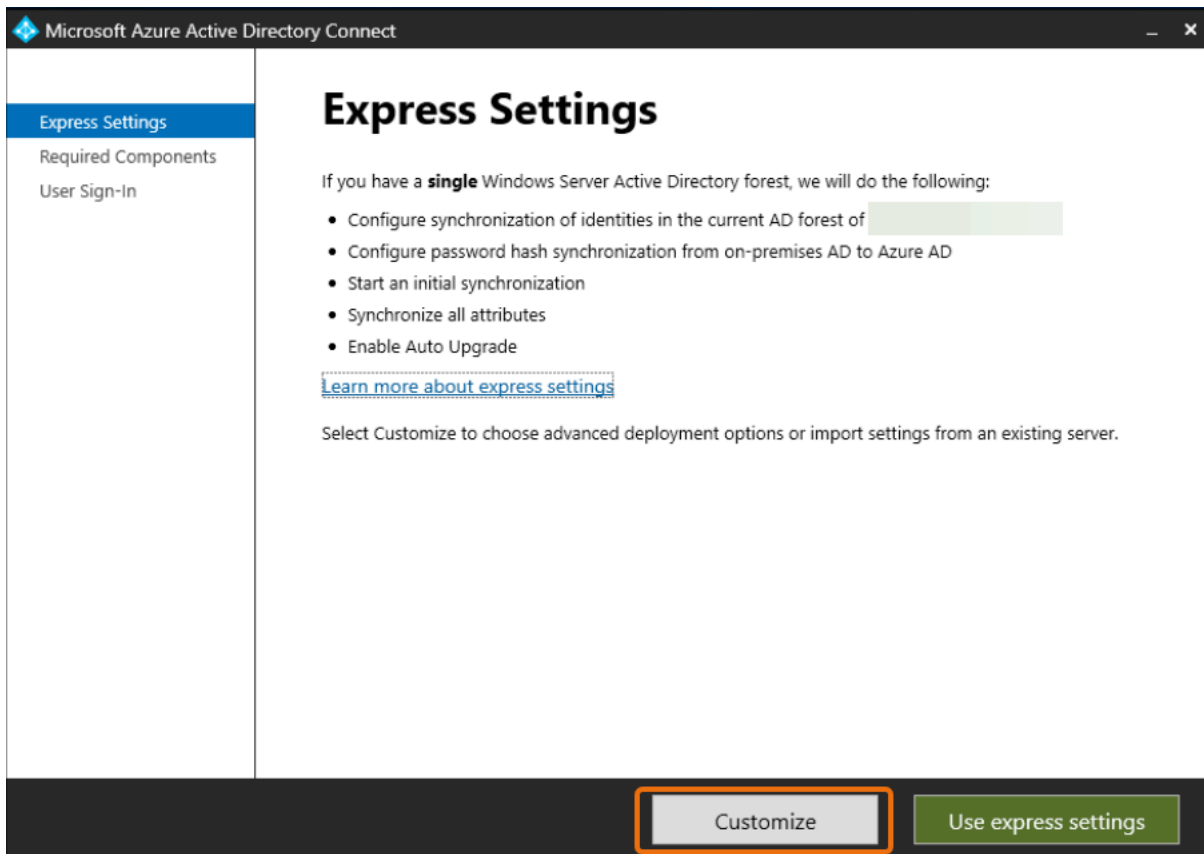 Microsoft Azure Active Directory Connect
Express Settings
Required Components
User Sign-In
Express Settings
If you have a single Windows Server Active Directory forest, we will do the following:
• Configure synchronization of identities in the current AD forest of
• Configure password hash synchronization from on-premises AD to Azure AD
• Start an initial synchronization
• Synchronize all attributes
• Enable Auto Upgrade
Learn more about express settings
Select Customize to choose advanced deployment options or import settings from an existing server.
Customize
Use express settings